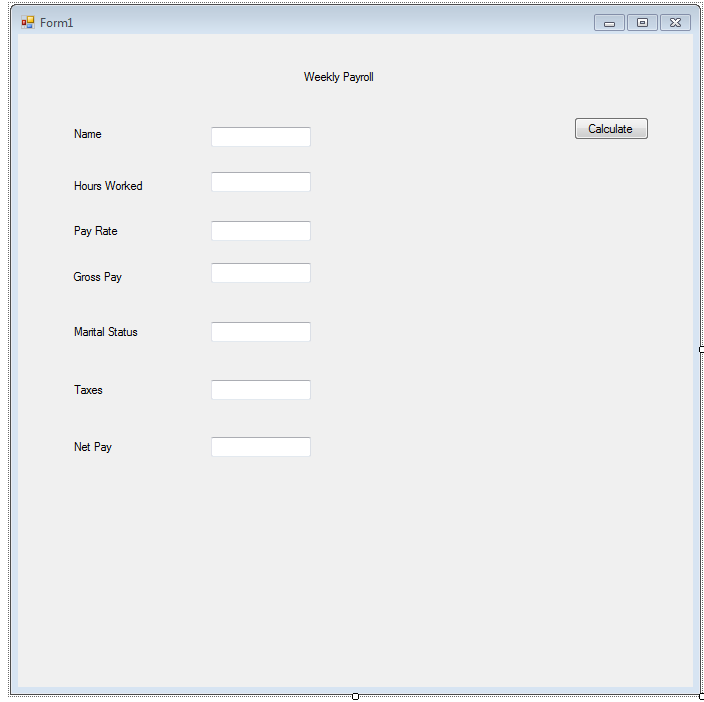 Form1
Weekly Payroll
Name
Calculate
Hours Worked
Pay Rate
Gross Pay
Marital Status
Taxes
Net Pay